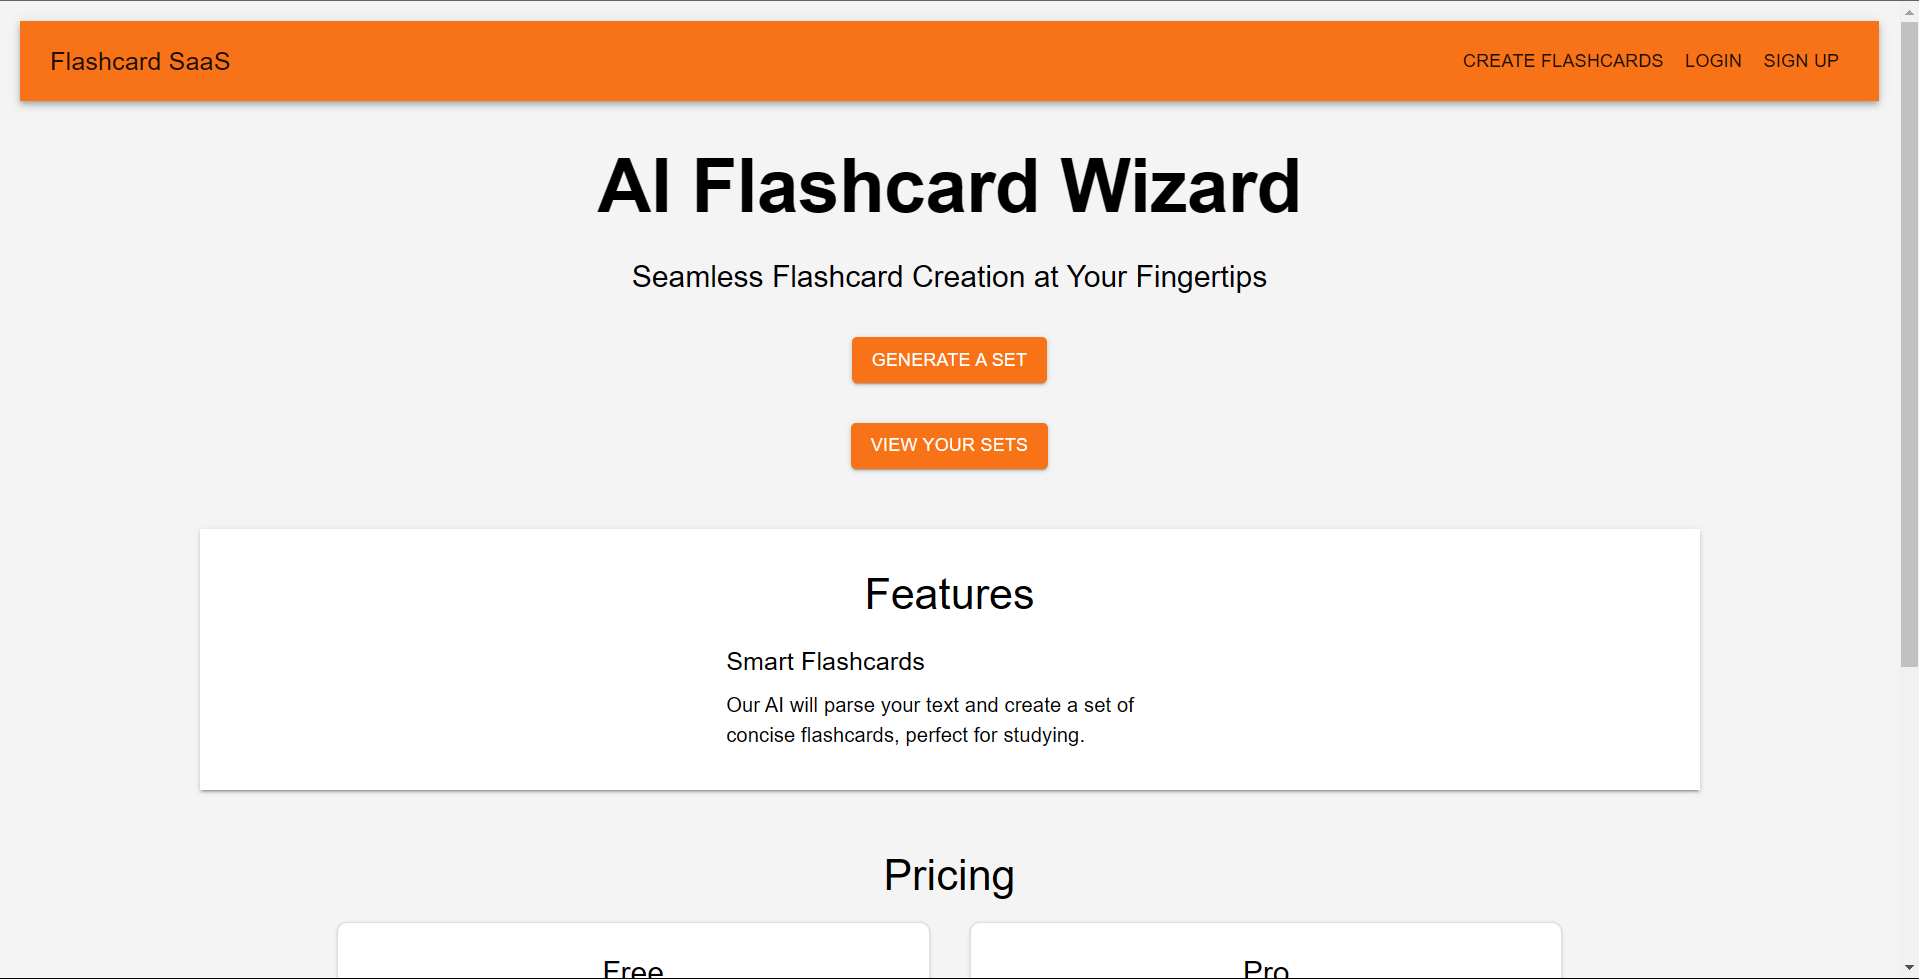 Flashcard SaaS
CREATE FLASHCARDS LOGIN SIGN UP
AI Flashcard Wizard
Seamless Flashcard Creation at Your Fingertips
GENERATE A SET
VIEW YOUR SETS
Features
Smart Flashcards
Our AI will parse your text and create a set of
concise flashcards, perfect for studying.
Pricing
Free
Pro